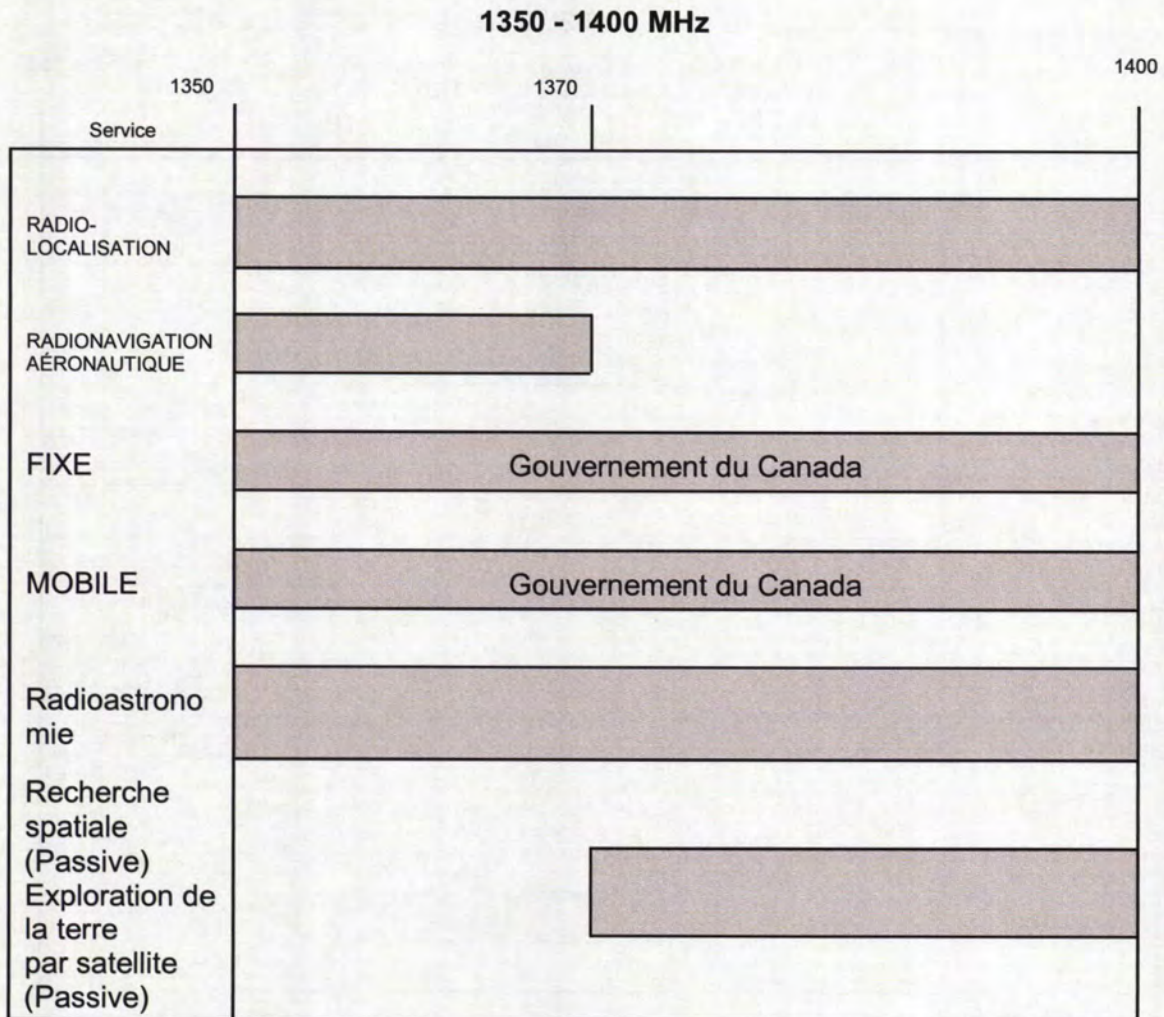 1350 - 1400 MHz
1350
1370
1400
Service
RADIO-
LOCALISATION
RADIONAVIGATION
AÉRONAUTIQUE
FIXE
Gouvernement du Canada
MOBILE
Gouvernement du Canada
Radioastrono
mie
Recherche
spatiale
(Passive)
Exploration de
la terre
par satellite
(Passive)